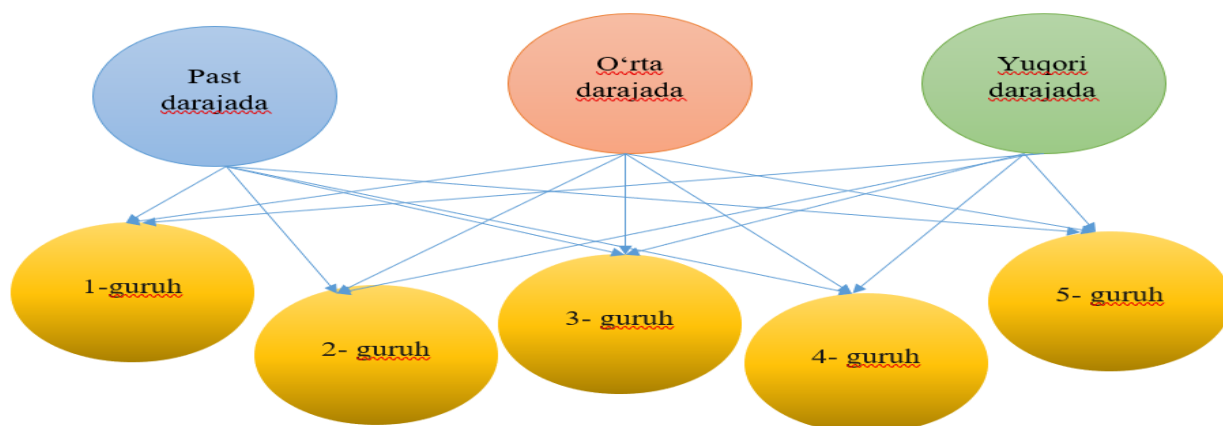 Past
darajada
O‘rta
darajada
Yuqori
darajada
1-guruh
2- guruh
3- guruh
4- guruh
5- guruh